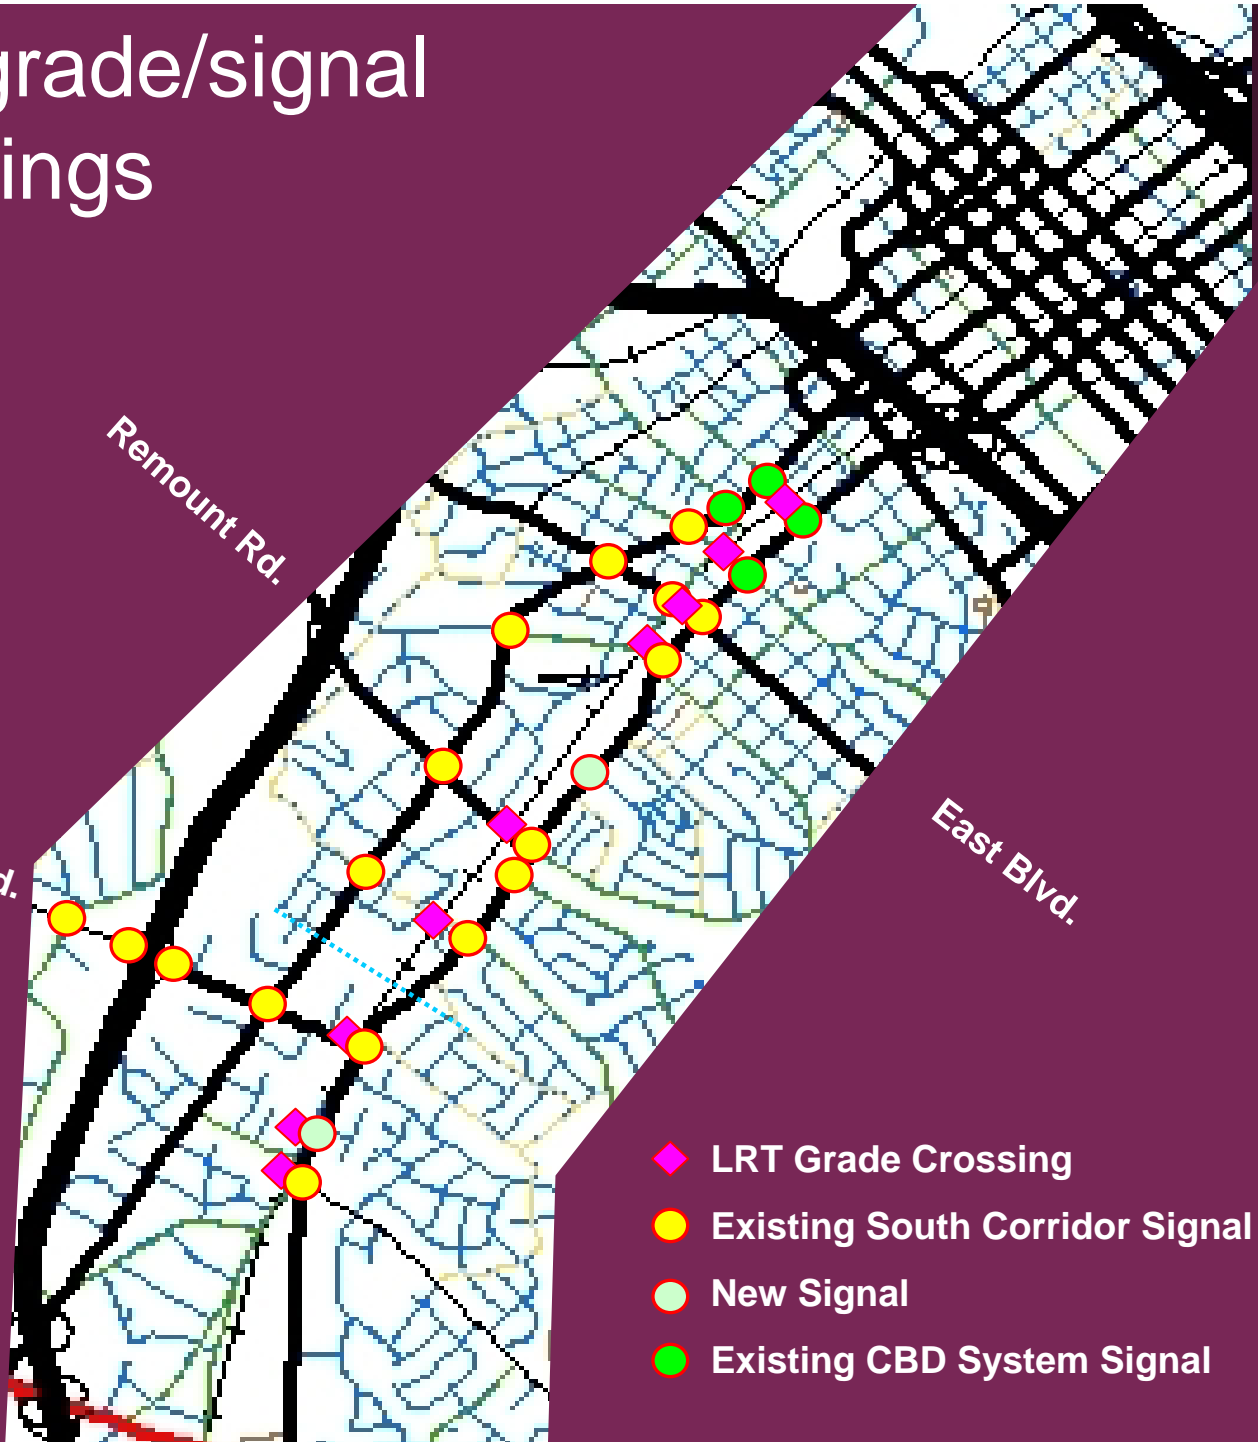 grade/signal
ings
Remount Rd.
East Blvd.
d.
LRT Grade Crossing
Existing South Corridor Signal
New Signal
Existing CBD System Signal